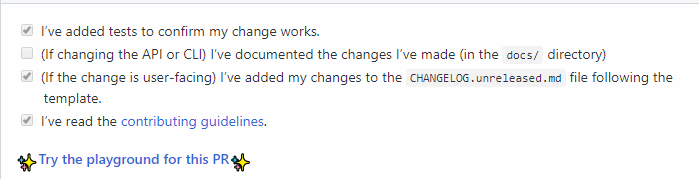 I've added tests to confirm my change works.
(If changing the API or CLI) I've documented the changes I've made (in the docs/ directory)
(If the change is user-facing) I've added my changes to the CHANGELOG.unreleased.md file following the
template.
I've read the contributing guidelines.
Try the playground for this PR